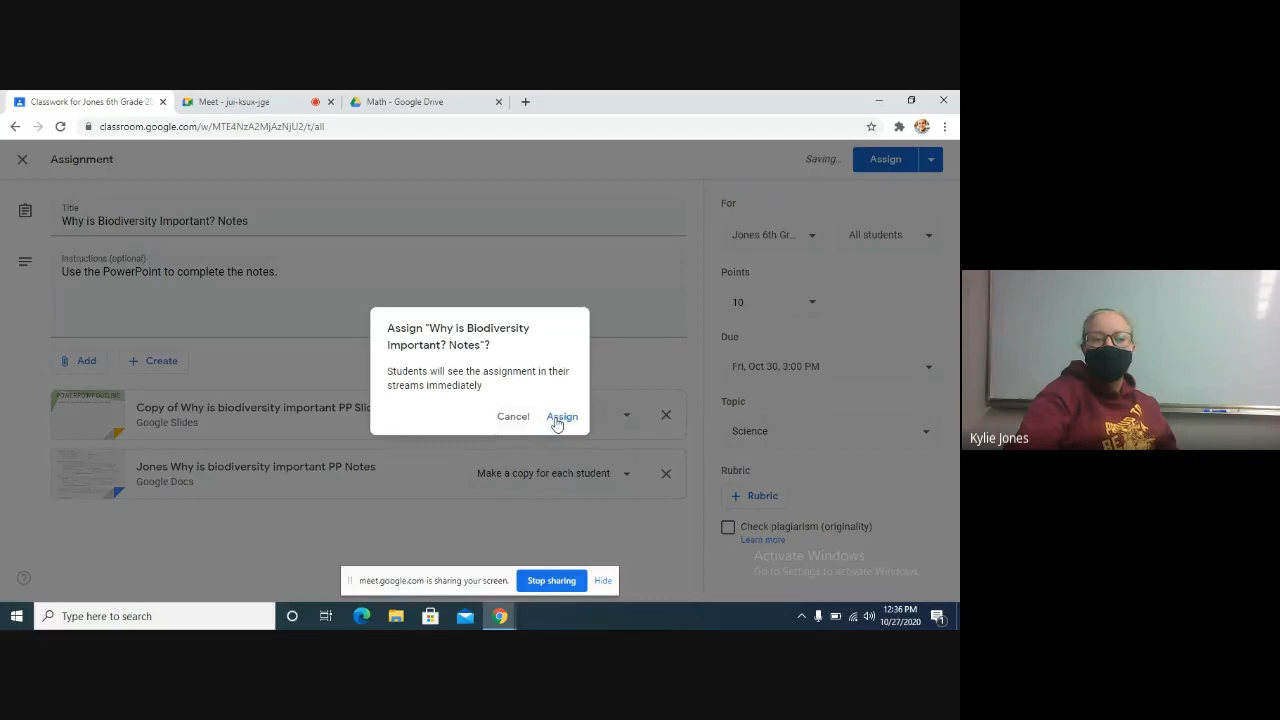 Classwork for Jones 6th Grade 20
Meet - jui-ksux-jge
Math - Google Drive
classroom.google.com/w/MTE4NzA2MjAzNjU2/t/all
Assignment
Saving...
Assign
Title
Why is Biodiversity Important? Notes
Instructions (optional)
Use the PowerPoint to complete the notes.
Add
Create
For
Jones 6th Gr...
All students
Points
10
Due
Fri, Oct 30, 3:00 PM
Topic
Science
Rubric
Rubric
Check plagiarism (originality)
Learn more
Assign "Why is Biodiversity
Important? Notes"?
Students will see the assignment in their
streams immediately
Cancel
Assign
POWERPOINT OUTLINE
Copy of Why is biodiversity important PP Slid
Google Slides
Jones Why is biodiversity important PP Notes
Google Docs
Make a copy for each student
Activate Windows
Go to Settings to activate Windows.
meet.google.com is sharing your screen.
Stop sharing
Hide
Type here to search
12:36 PM
10/27/2020
1
Kylie Jones